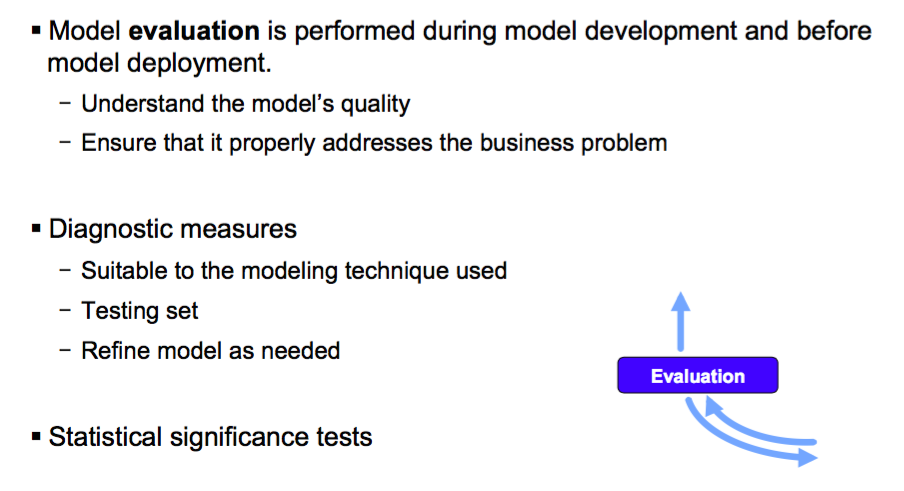 ▪ Model evaluation is performed during model development and before
model deployment.
– Understand the model's quality
– Ensure that it properly addresses the business problem
▪ Diagnostic measures
– Suitable to the modeling technique used
– Testing set
– Refine model as needed
Evaluation
▪ Statistical significance tests